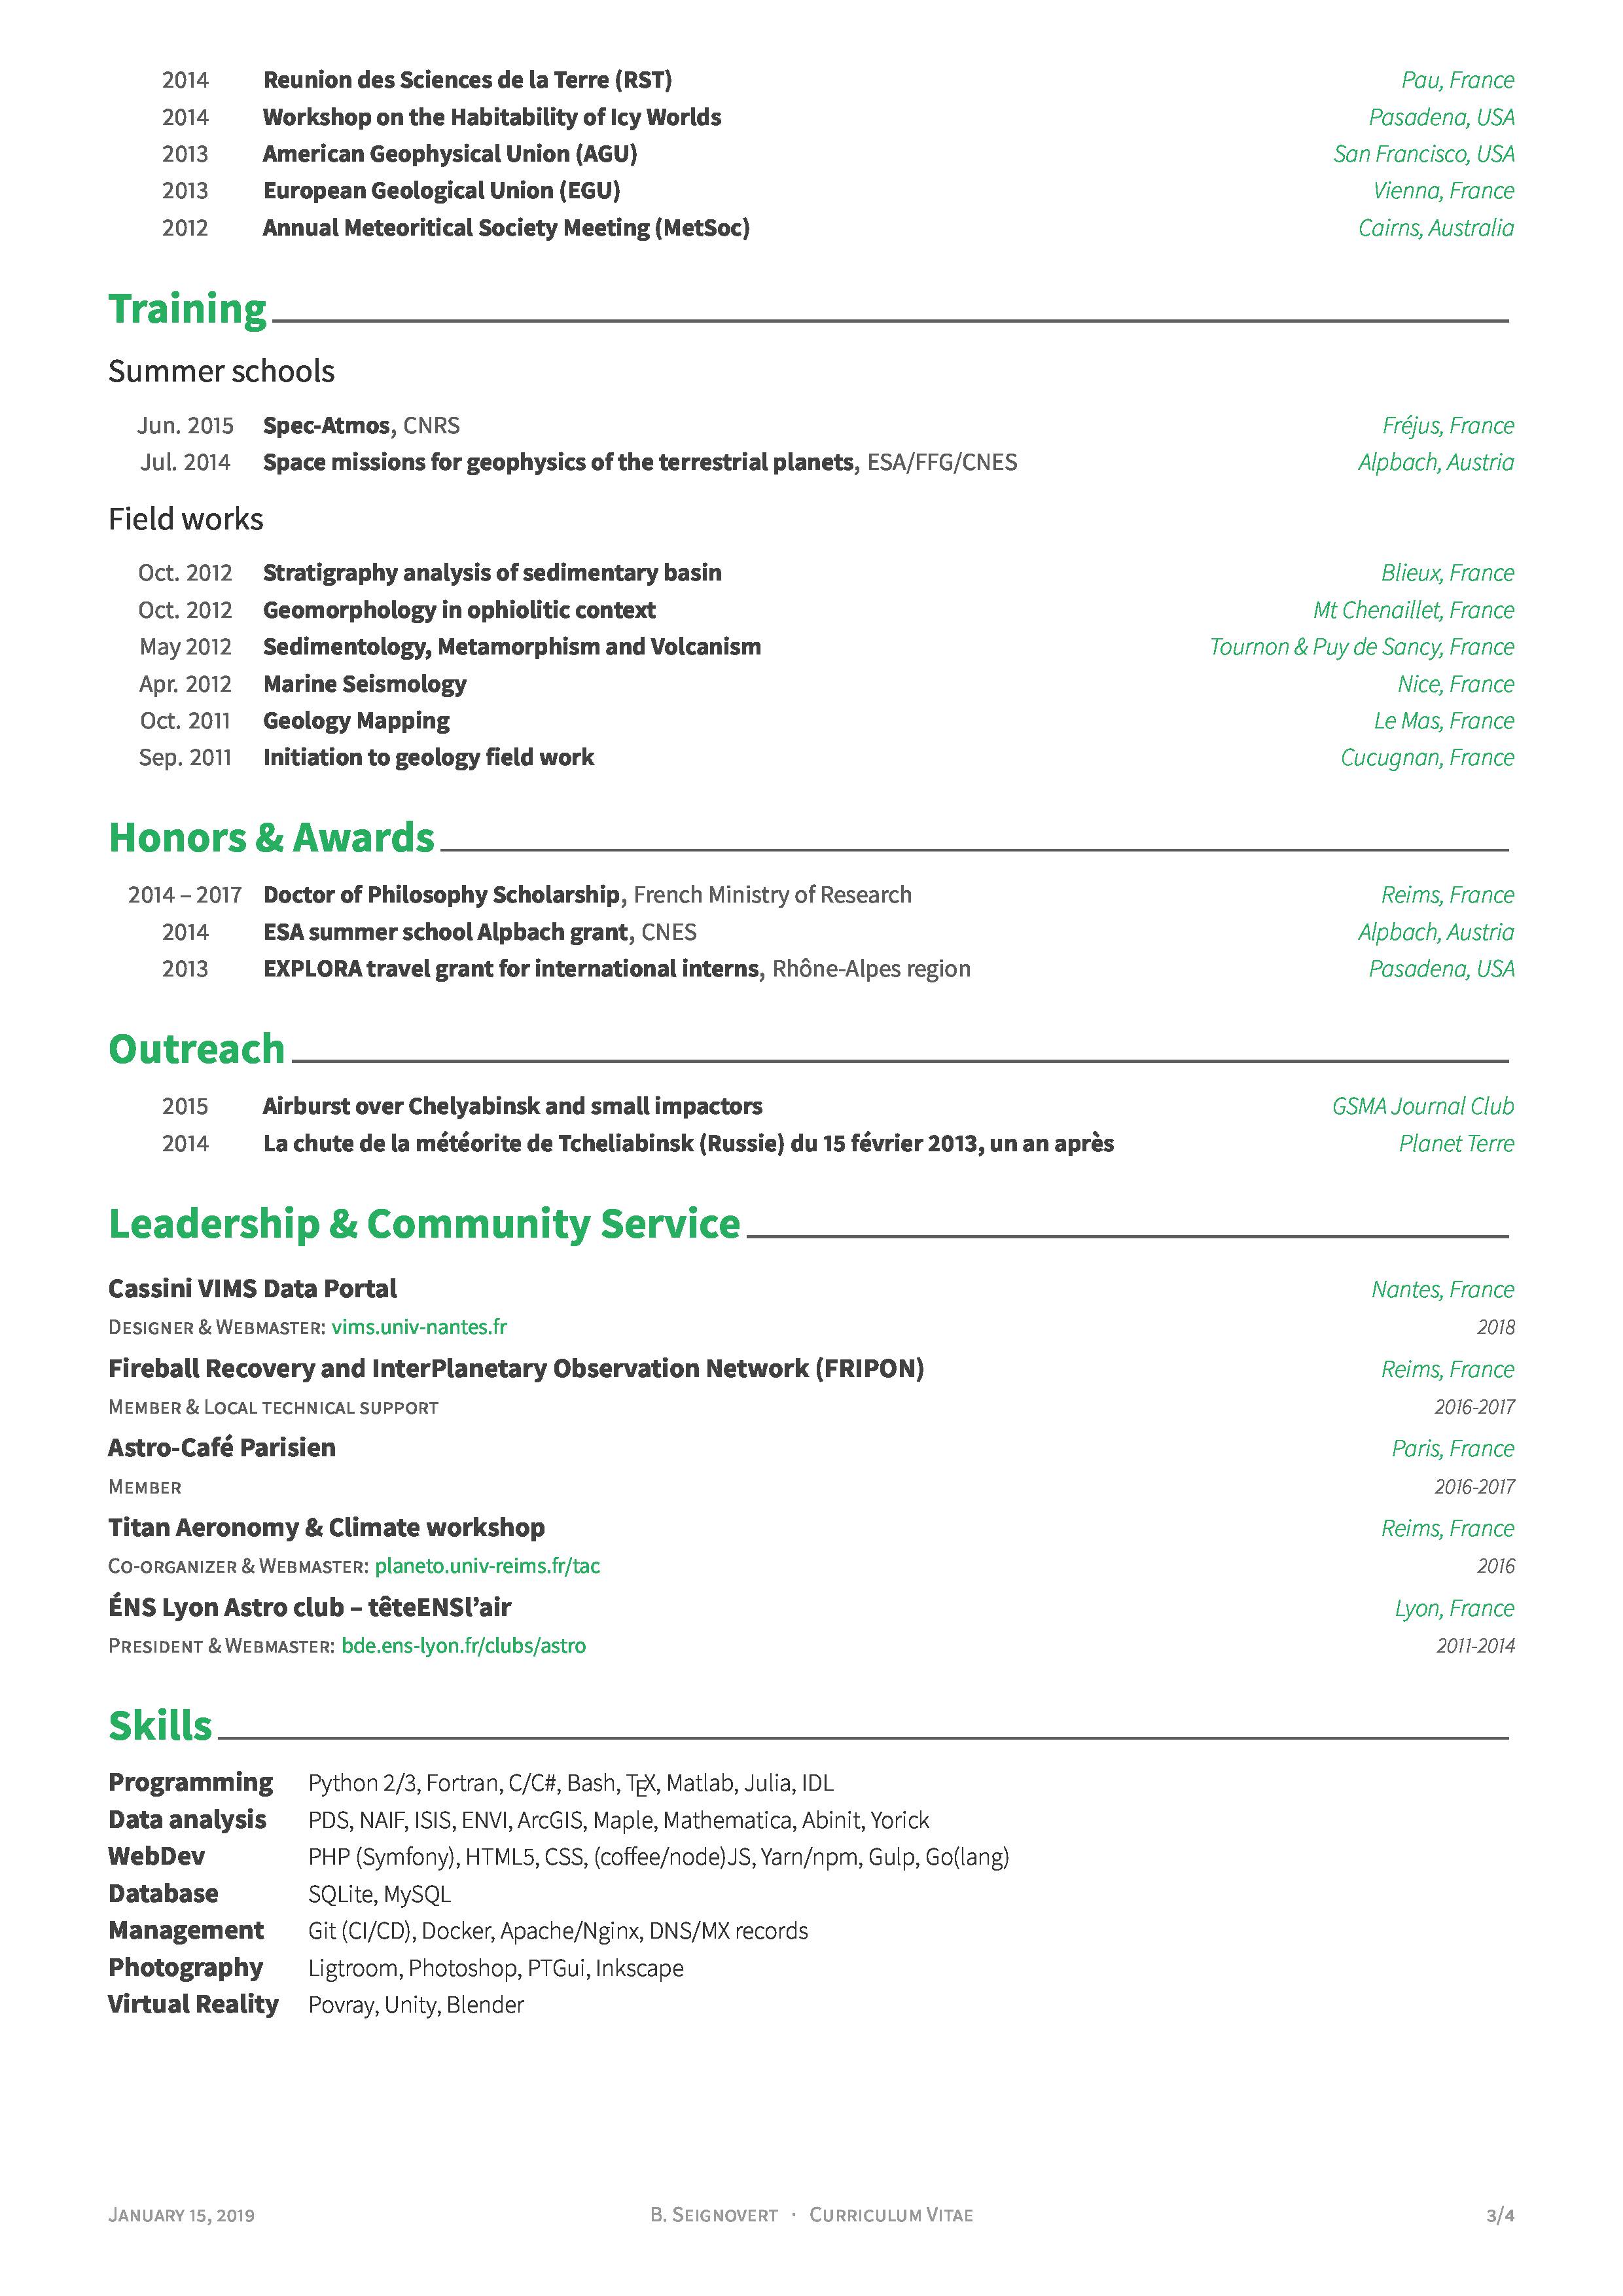 2014 Reunion des Sciences de la Terre (RST) Pau, France
2014 Workshop on the Habitability of Icy Worlds Pasadena, USA
2013 American Geophysical Union (AGU) San Francisco, USA
2013 European Geological Union (EGU) Vienna, France
2012 Annual Meteoritical Society Meeting (MetSoc) Cairns, Australia
Training
Summer schools
Jun. 2015 Spec-Atmos, CNRS Fréjus, France
Jul. 2014 Space missions for geophysics of the terrestrial planets, ESA/FFG/CNES Alpbach, Austria
Field works
Oct. 2012 Stratigraphy analysis of sedimentary basin Blieux, France
Oct. 2012 Geomorphology in ophiolitic context Mt Chenaillet, France
May 2012 Sedimentology, Metamorphism and Volcanism Tournon & Puy de Sancy, France
Apr. 2012 Marine Seismology Nice, France
Oct. 2011 Geology Mapping Le Mas, France
Sep. 2011 Initiation to geology field work Cucugnan, France
Honors & Awards
2014 – 2017 Doctor of Philosophy Scholarship, French Ministry of Research Reims, France
2014 ESA summer school Alpbach grant, CNES Alpbach, Austria
2013 EXPLORA travel grant for international interns, Rhône-Alpes region Pasadena, USA
Outreach
2015 Airburst over Chelyabinsk and small impactors GSMA Journal Club
2014 La chute de la météorite de Tcheliabinsk (Russie) du 15 février 2013, un an après Planet Terre
Leadership & Community Service
Cassini VIMS Data Portal Nantes, France
Designer & Webmaster: vims.univ-nantes.fr 2018
Fireball Recovery and InterPlanetary Observation Network (FRIPON) Reims, France
Member & Local technical support 2016-2017
Astro-Café Parisien Paris, France
Member 2016-2017
Titan Aeronomy & Climate workshop Reims, France
Co-organizer & Webmaster: planeto.univ-reims.fr/tac 2016
ÉNS Lyon Astro club – têteENSl’air Lyon, France
President & Webmaster: bde.ens-lyon.fr/clubs/astro 2011-2014
Skills
Programming Python 2/3, Fortran, C/C#, Bash, TEX, Matlab, Julia, IDL
Data analysis PDS, NAIF, ISIS, ENVI, ArcGIS, Maple, Mathematica, Abinit, Yorick
WebDev PHP (Symfony), HTML5, CSS, (coffee/node)JS, Yarn/npm, Gulp, Go(lang)
Database SQLite, MySQL
Management Git (CI/CD), Docker, Apache/Nginx, DNS/MX records
Photography Ligtroom, Photoshop, PTGui, Inkscape
Virtual Reality Povray, Unity, Blender
January 15, 2019 B. Seignovert · Curriculum Vitae 3/4